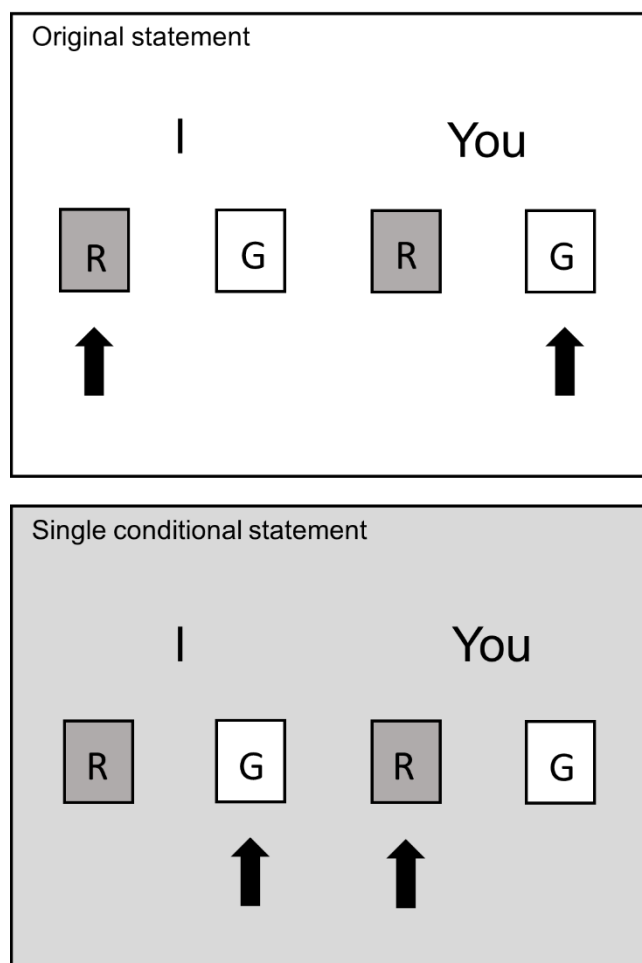 Original statement
I You
R G R G
Single conditional statement
I You
R G R G